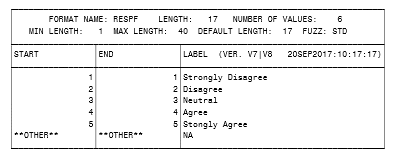 FORMAT NAME: RESPF LENGTH: 17 NUMBER OF VALUES: 6
MIN LENGTH: 1 MAX LENGTH: 40 DEFAULT LENGTH: 17 FUZZ: STD
START END LABEL (VER. V7|V8 20SEP2017:10:17:17)
1 1 Strongly Disagree
2 2 Disagree
3 3 Neutral
4 4 Agree
5 5 Stongly Agree
**OTHER** **OTHER** NA